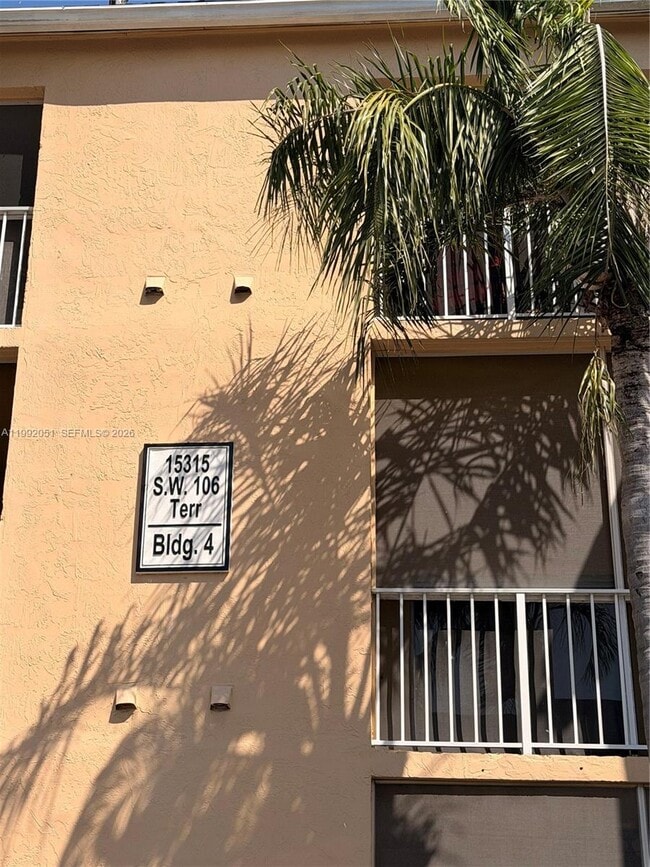 A11992051 SEFMLS © 2026
15315
S.W. 106
Terr
Bldg. 4